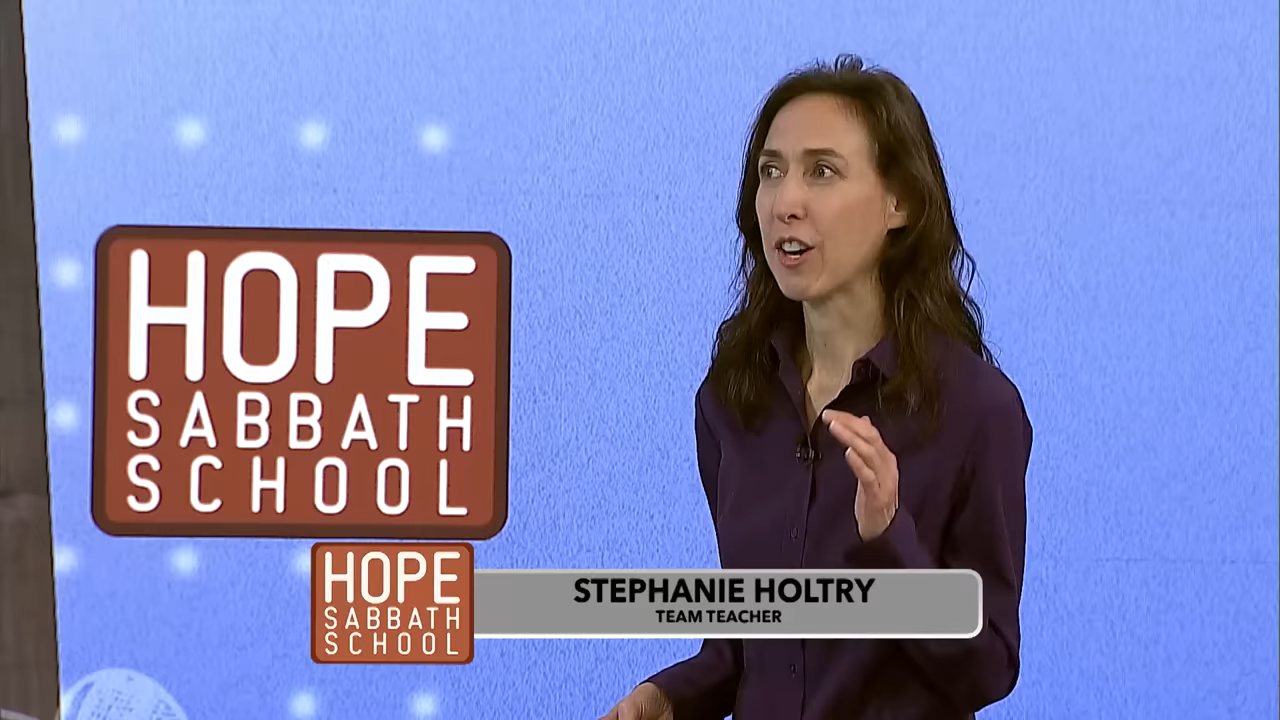 HOPE
SABBATH
SCHOOL
HOPE
SABBATH
SCHOOL
STEPHANIE HOLTRY
TEAM TEACHER